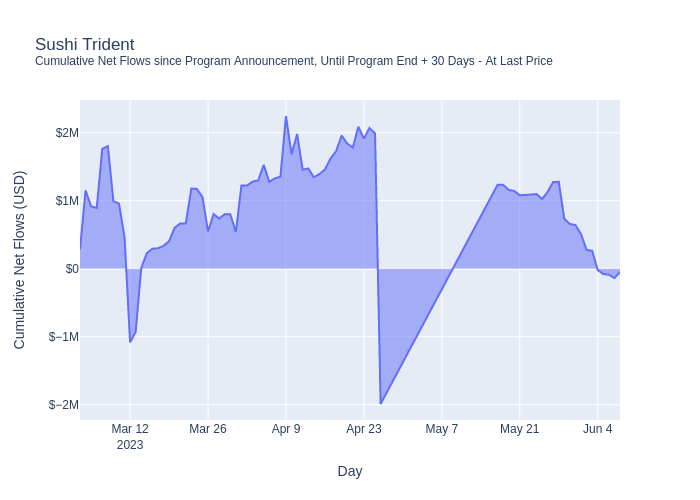 Sushi Trident
Cumulative Net Flows since Program Announcement, Until Program End + 30 Days - At Last Price
Cumulative Net Flows (USD)
$2M
$1M
$0
$−1M
$−2M
Mar 12
2023
Mar 26
Apr 9
Apr 23
May 7
May 21
Jun 4
Day